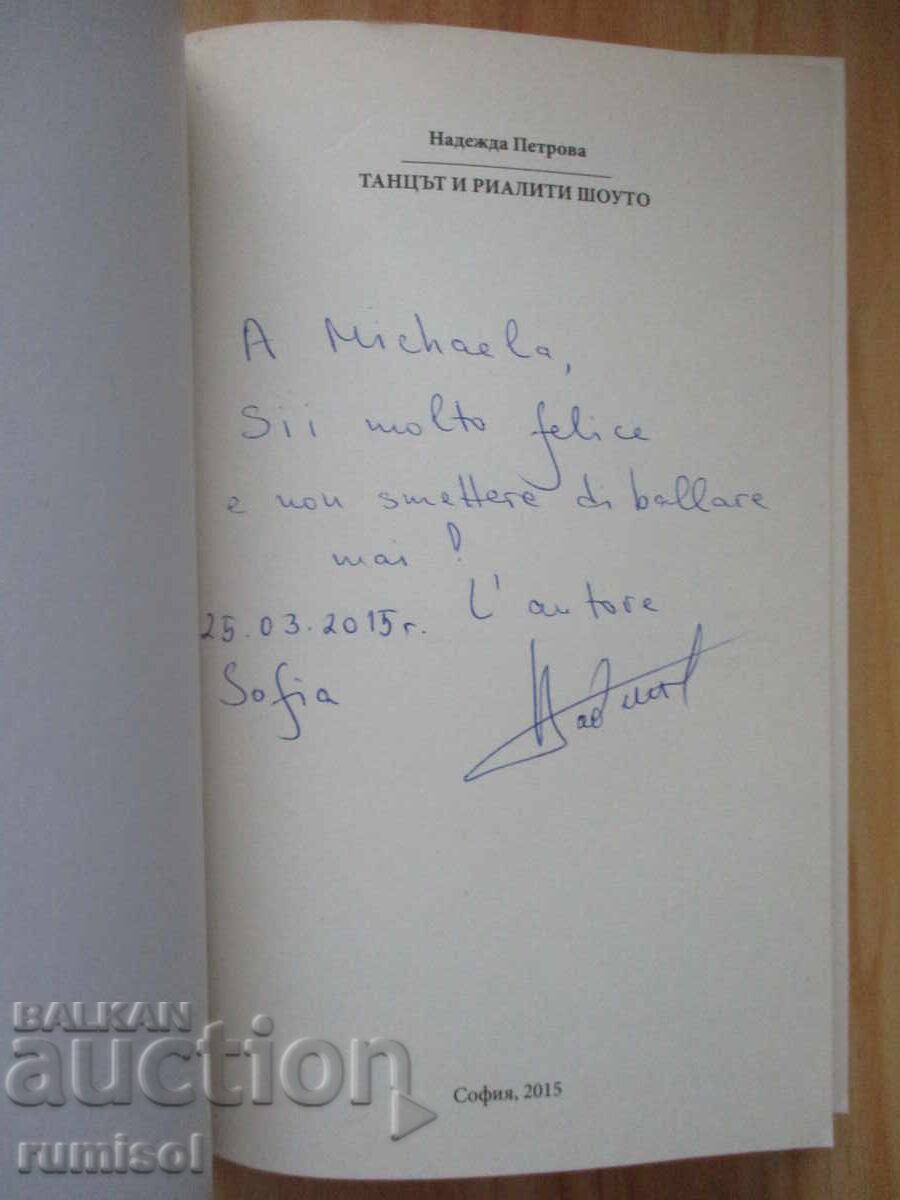 Надежда Петрова
ТАНЦЪТ И РИАЛИТИ ШОУТО
A Michaela,
Sii molto felice
e non smettere di ballare
mai!
L'autore
25.03.2015г.
Sofia
София, 2015
BALKAN
auction
rumisol